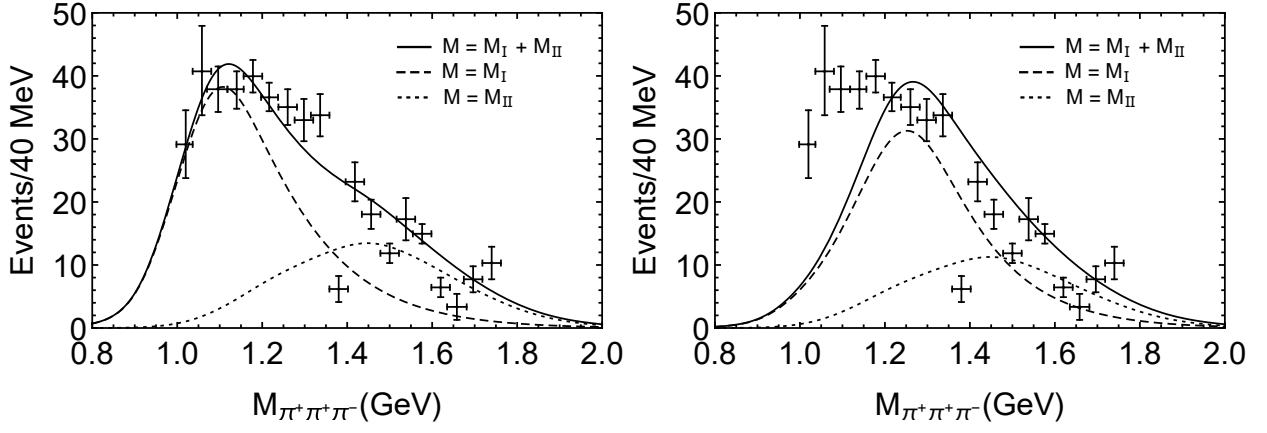 50
40
30
20
10
0
Events/40 MeV
M = M_I + M_II
M = M_I
M = M_II
0.8 1.0 1.2 1.4 1.6 1.8 2.0
M_π⁺π⁺π⁻(GeV)
50
40
30
20
10
0
Events/40 MeV
M = M_I + M_II
M = M_I
M = M_II
0.8 1.0 1.2 1.4 1.6 1.8 2.0
M_π⁺π⁺π⁻(GeV)